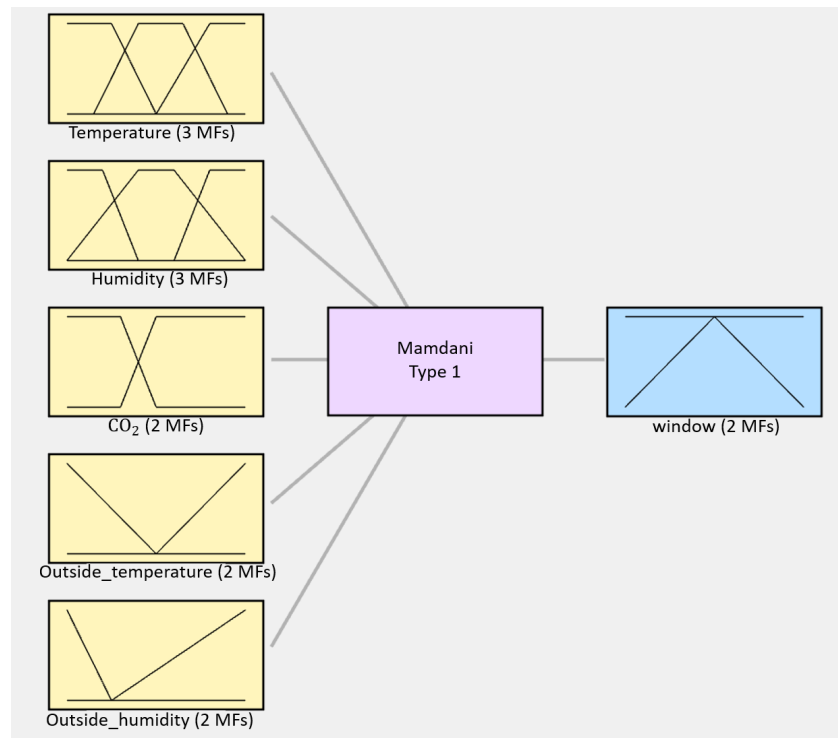 Temperature (3 MFs)
Humidity (3 MFs)
CO₂ (2 MFs)
Outside_temperature (2 MFs)
Outside_humidity (2 MFs)
Mamdani
Type 1
window (2 MFs)